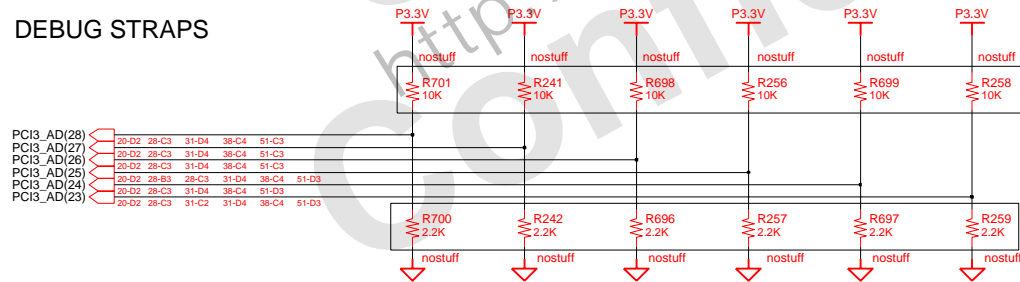 DEBUG STRAPS
P3.3V P3.3V P3.3V P3.3V P3.3V P3.3V
nostuff nostuff nostuff nostuff nostuff nostuff
R701 R241 R698 R256 R699 R258
10K 10K 10K 10K 10K 10K
PCI3_AD(28)
20-D2 28-C3 31-D4 38-C4 51-C3
PCI3_AD(27)
20-D2 28-C3 31-D4 38-C4 51-C3
PCI3_AD(26)
20-D2 28-C3 31-D4 38-C4 51-C3
PCI3_AD(25)
20-D2 28-B3 28-C3 31-D4 38-C4 51-D3
PCI3_AD(24)
20-D2 28-C3 31-D4 38-C4 51-D3
PCI3_AD(23)
20-D2 28-C3 31-C2 31-D4 38-C4 51-D3
R700 R242 R696 R257 R697 R259
2.2K 2.2K 2.2K 2.2K 2.2K 2.2K
nostuff nostuff nostuff nostuff nostuff nostuff